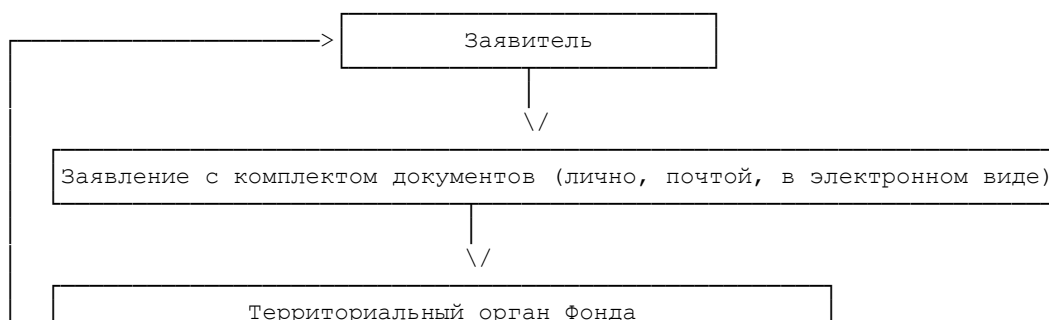 Заявитель
Заявление с комплектом документов (лично, почтой, в электронном виде)
Территориальный орган Фонда